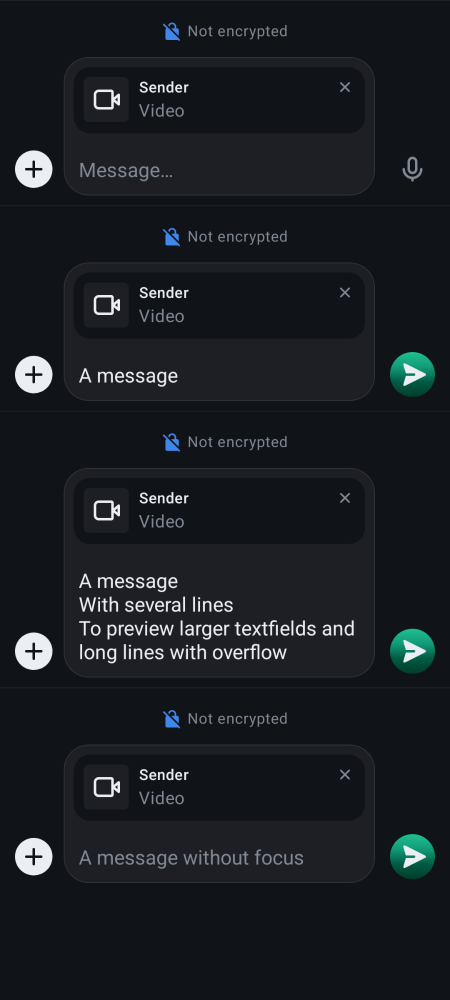 Not encrypted
Sender
Video
Message…
Not encrypted
Sender
Video
A message
Not encrypted
Sender
Video
A message
With several lines
To preview larger textfields and
long lines with overflow
Not encrypted
Sender
Video
A message without focus